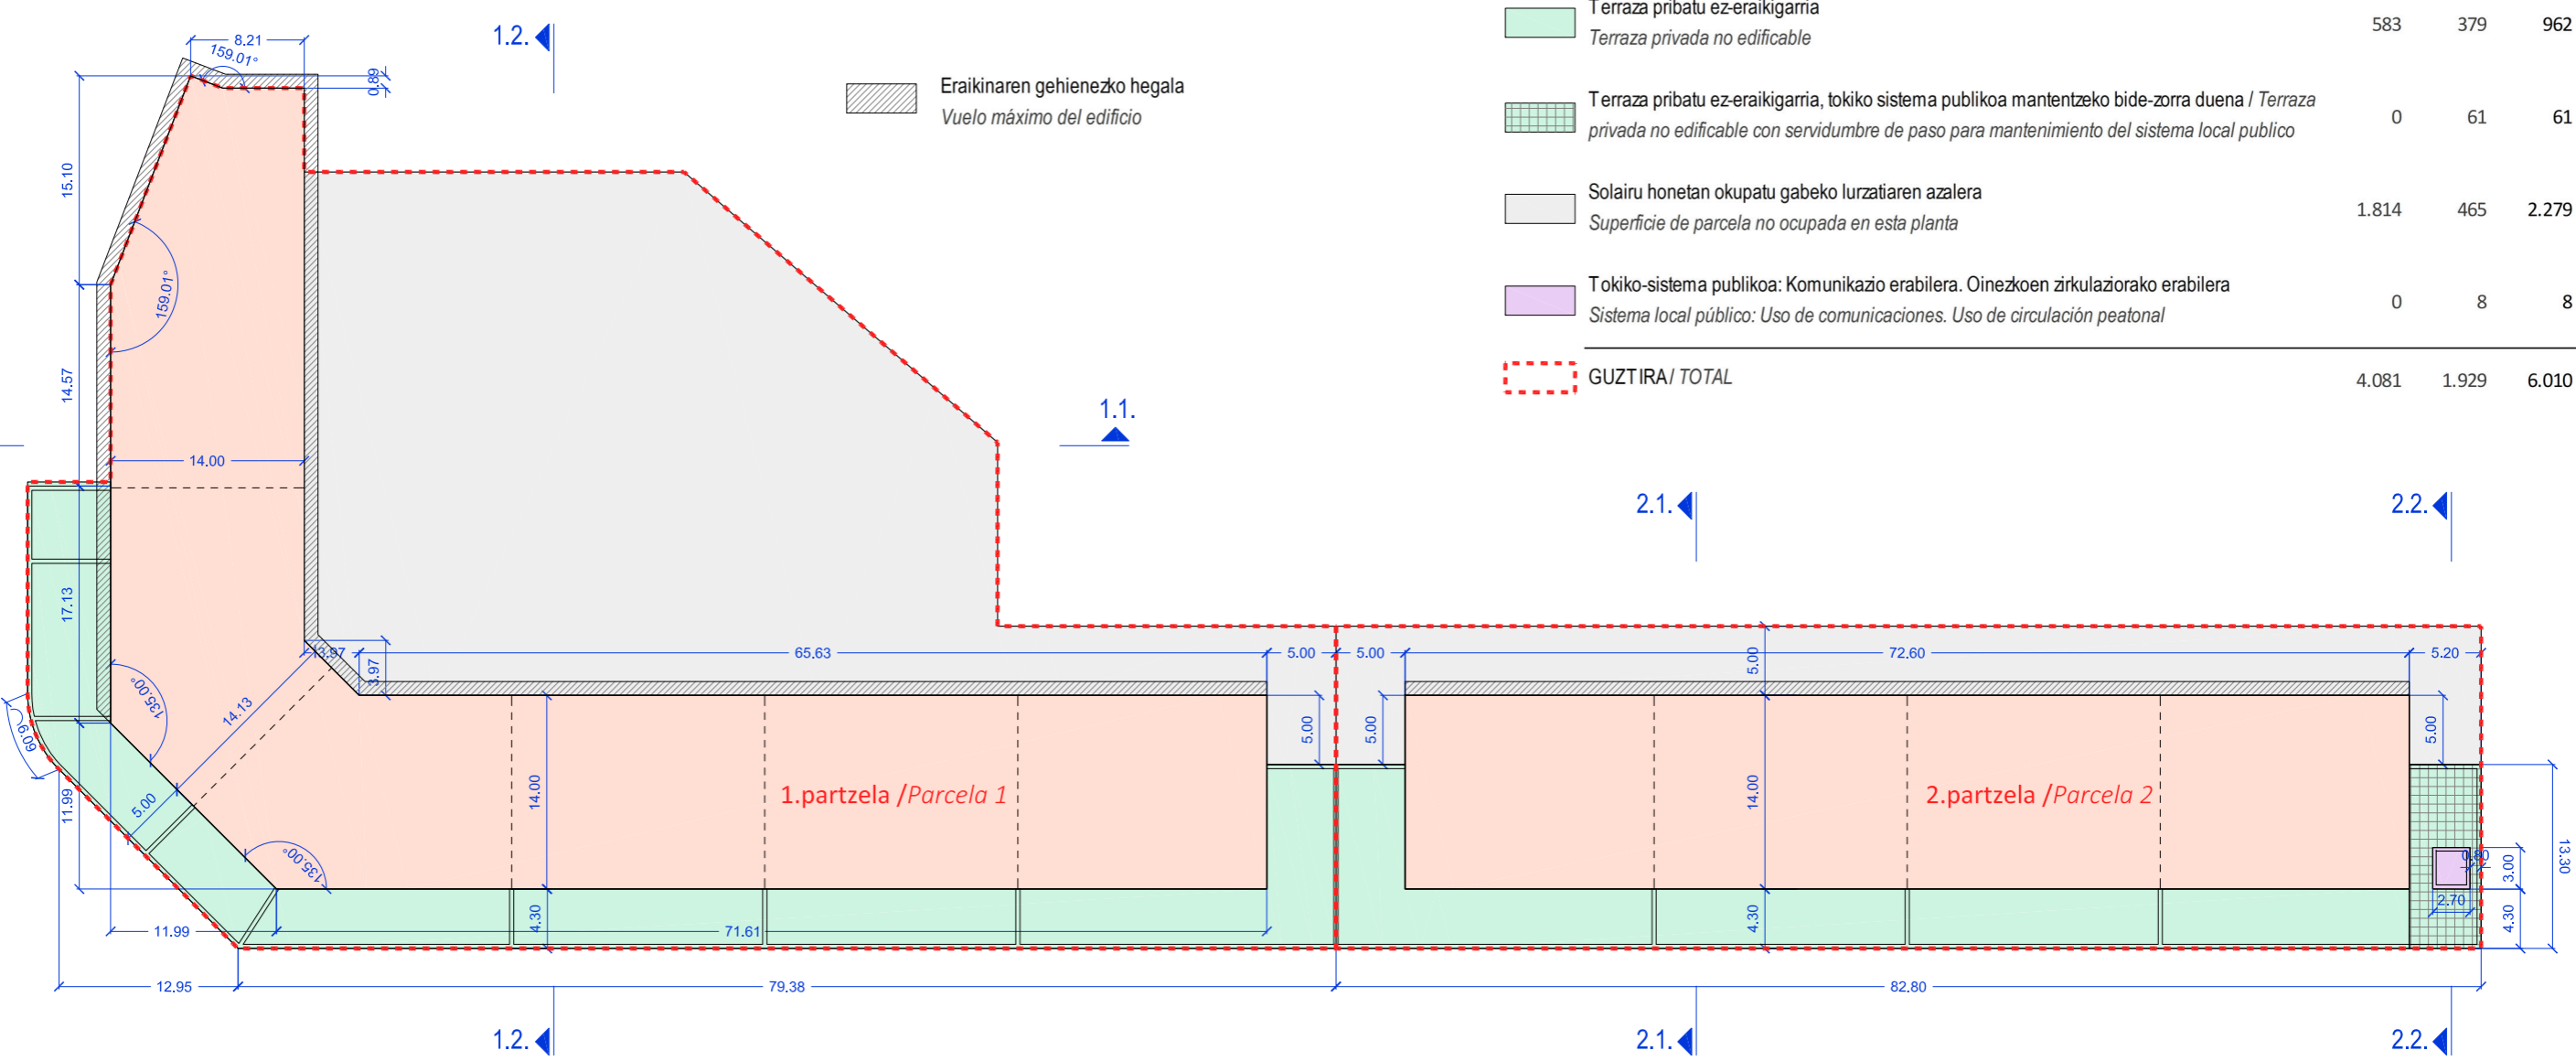 Terraza pribatu ez-eraikigarria
Terraza privada no edificable
583 379 962
Eraikinaren gehienezko hegala
Vuelo máximo del edificio
Terraza pribatu ez-eraikigarria, tokiko sistema publikoa mantentzeko bide-zorra duena / Terraza
privada no edificable con servidumbre de paso para mantenimiento del sistema local publico
0 61 61
Solairu honetan okupatu gabeko lurzatiaren azalera
Superficie de parcela no ocupada en esta planta
1.814 465 2.279
Tokiko-sistema publikoa: Komunikazio erabilera. Oinezkoen zirkulaziorako erabilera
Sistema local público: Uso de comunicaciones. Uso de circulación peatonal
0 8 8
GUZTIRA / TOTAL
4.081 1.929 6.010
1.2.
8.21
159.01°
0.89
15.10
159.01°
14.57
14.00
1.1.
2.1.
2.2.
17.13
3.97
3.97
65.63
5.00
5.00
5.00
72.60
5.20
135.00°
14.13
60.9
5.00
5.00
5.00
11.99
5.00
14.00
1.partzela /Parcela 1
14.00
2.partzela /Parcela 2
135.00°
0.80
3.00
13.30
2.70
4.30
4.30
4.30
11.99
71.61
12.95
79.38
82.80
1.2.
2.1.
2.2.